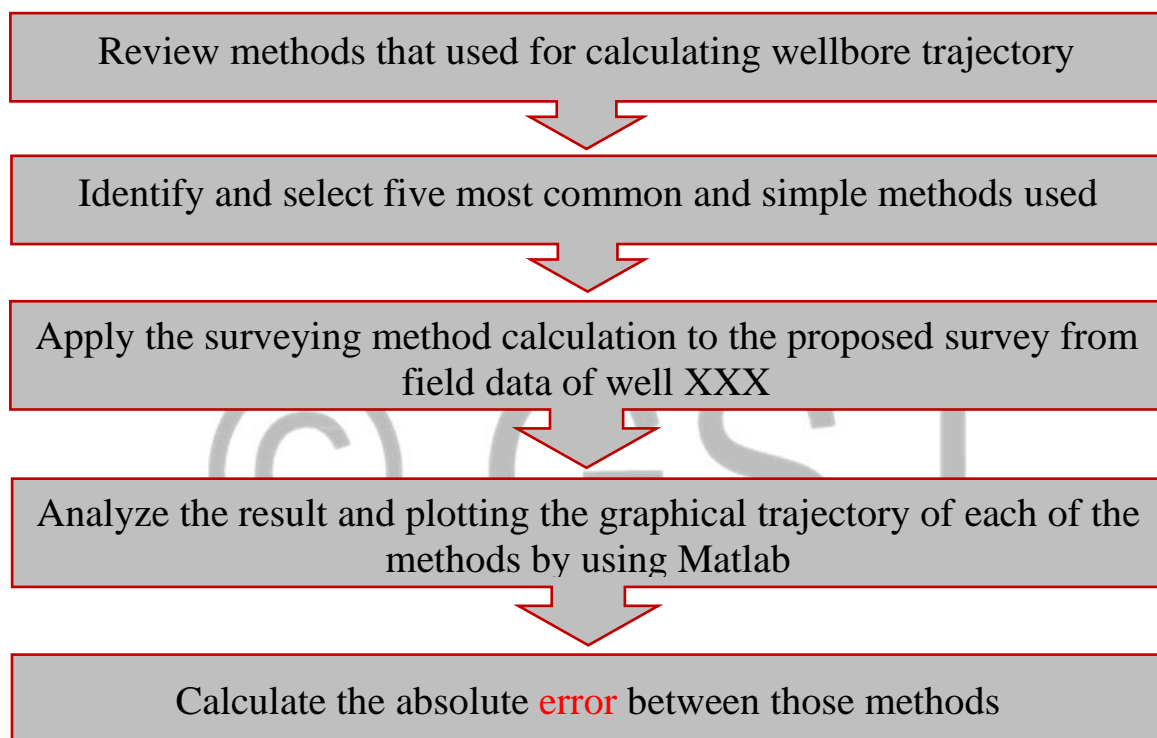 Review methods that used for calculating wellbore trajectory
Identify and select five most common and simple methods used
Apply the surveying method calculation to the proposed survey from
field data of well XXX
Analyze the result and plotting the graphical trajectory of each of the
methods by using Matlab
Calculate the absolute error between those methods